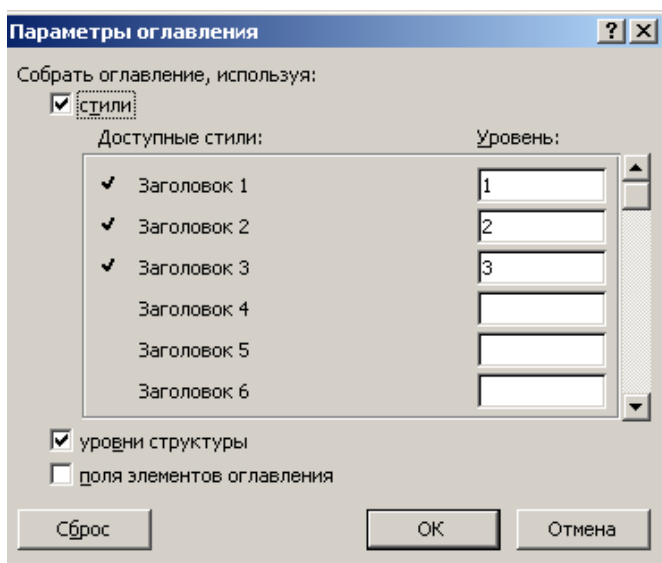 Параметры оглавления
Собрать оглавление, используя:
стили
Доступные стили: Уровень:
Заголовок 1 1
Заголовок 2 2
Заголовок 3 3
Заголовок 4
Заголовок 5
Заголовок 6
уровни структуры
поля элементов оглавления
Сброс ОК Отмена